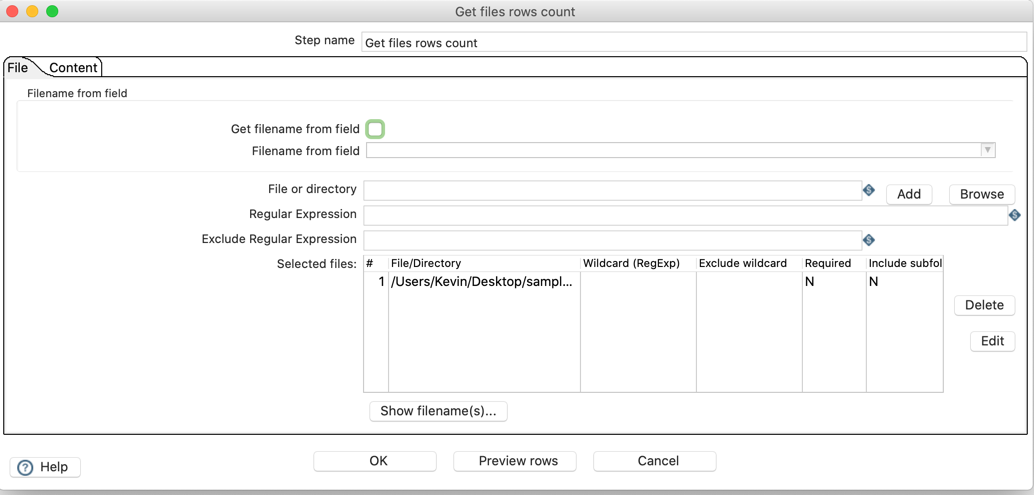 Get files rows count
Step name Get files rows count
File Content
Filename from field
Get filename from field
Filename from field
File or directory Add Browse
Regular Expression
Exclude Regular Expression
Selected files: # File/Directory Wildcard (RegExp) Exclude wildcard Required Include subfol
1 /Users/Kevin/Desktop/sampl... N N
Delete
Edit
Show filename(s)...
Help OK Preview rows Cancel